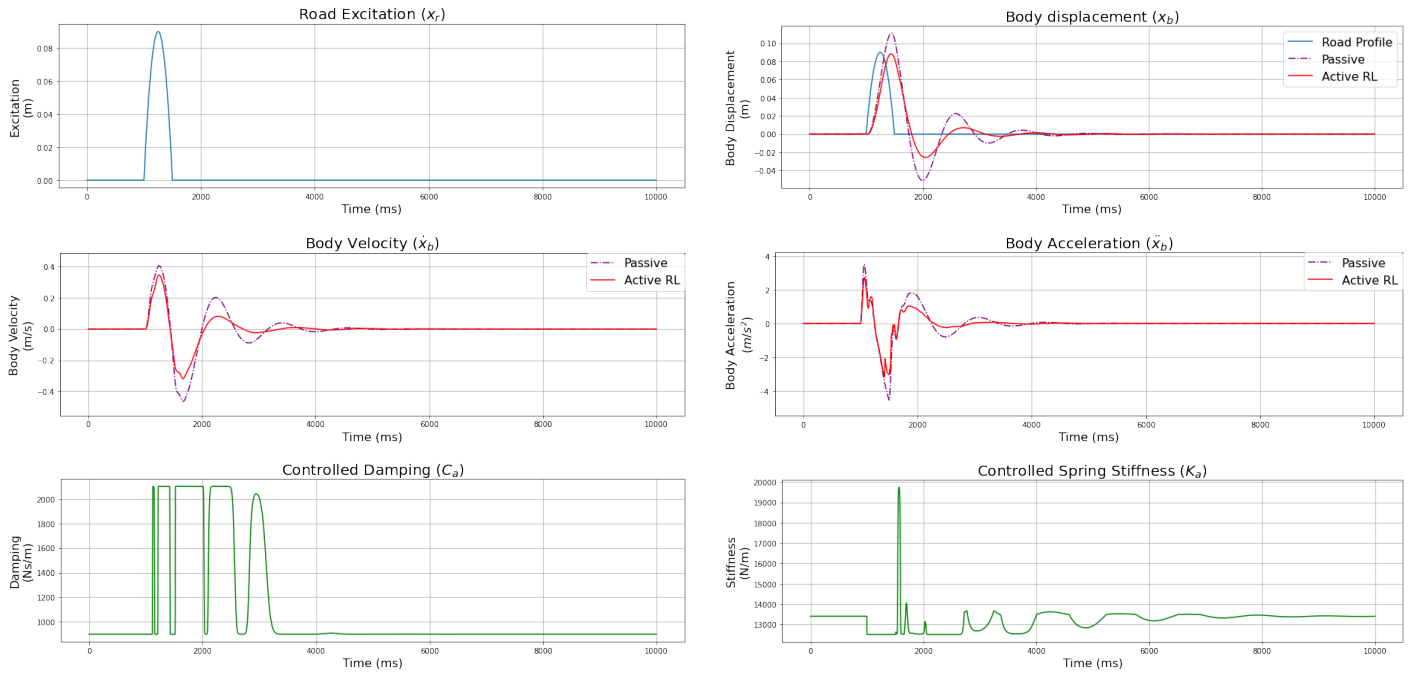 Road Excitation (x_r)
Excitation
(m)
0.08
0.06
0.04
0.02
0.00
0 2000 4000 6000 8000 10000
Time (ms)
Body displacement (x_b)
Body Displacement
(m)
0.10
0.08
0.06
0.04
0.02
0.00
−0.02
−0.04
Road Profile
Passive
Active RL
0 2000 4000 6000 8000 10000
Time (ms)
Body Velocity (ẋ_b)
Body Velocity
(m/s)
0.4
0.2
0.0
−0.2
−0.4
Passive
Active RL
0 2000 4000 6000 8000 10000
Time (ms)
Body Acceleration (ẍ_b)
Body Acceleration
(m/s²)
4
2
0
−2
−4
Passive
Active RL
0 2000 4000 6000 8000 10000
Time (ms)
Controlled Damping (C_a)
Damping
(Ns/m)
2000
1800
1600
1400
1200
1000
0 2000 4000 6000 8000 10000
Time (ms)
Controlled Spring Stiffness (K_a)
Stiffness
(N/m)
20000
19000
18000
17000
16000
15000
14000
13000
0 2000 4000 6000 8000 10000
Time (ms)